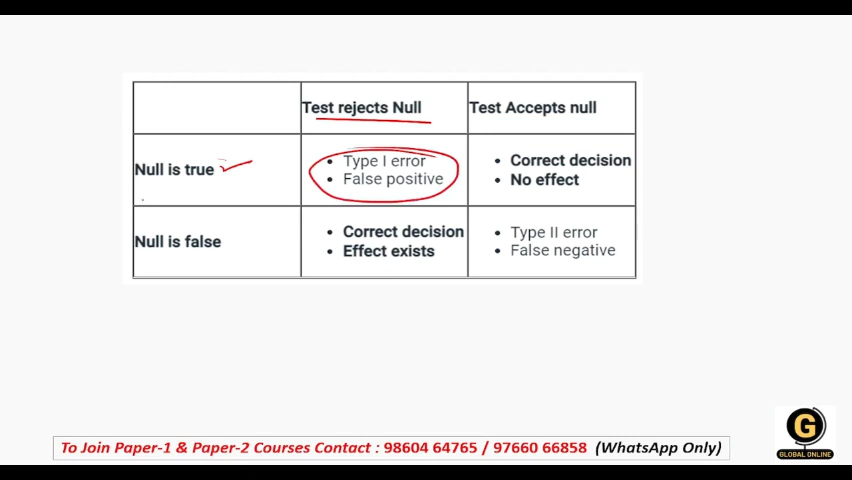 Test rejects Null
Test Accepts null
Null is true
• Type I error
• False positive
• Correct decision
• No effect
Null is false
• Correct decision
• Effect exists
• Type II error
• False negative
G
GLOBAL ONLINE
To Join Paper-1 & Paper-2 Courses Contact : 98604 64765 / 97660 66858 (WhatsApp Only)